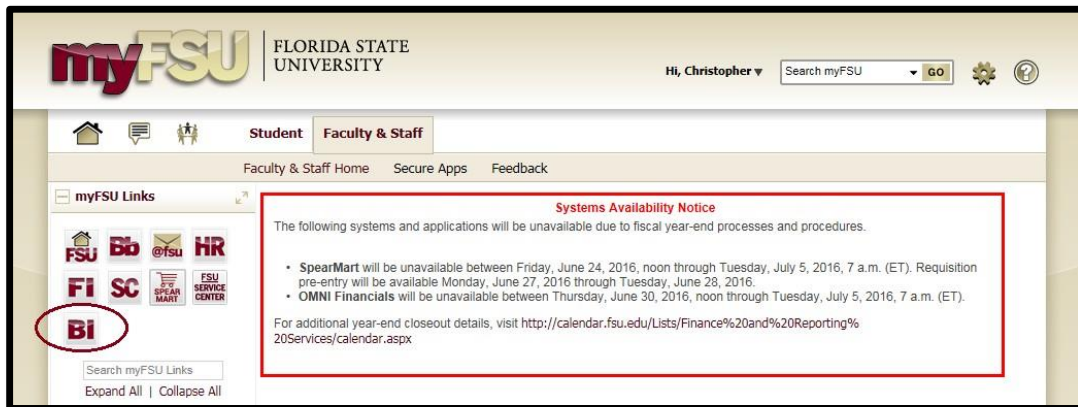 myFSU
FLORIDA STATE
UNIVERSITY
Hi, Christopher
Search myFSU
GO
?
Student
Faculty & Staff
Faculty & Staff Home
Secure Apps
Feedback
myFSU Links
FSU
Bb
@fsu
HR
FI
SC
SPEAR
MART
FSU
SERVICE
CENTER
BI
Search myFSU Links
Expand All | Collapse All
Systems Availability Notice
The following systems and applications will be unavailable due to fiscal year-end processes and procedures.
• SpearMart will be unavailable between Friday, June 24, 2016, noon through Tuesday, July 5, 2016, 7 a.m. (ET). Requisition
pre-entry will be available Monday, June 27, 2016 through Tuesday, June 28, 2016.
• OMNI Financials will be unavailable between Thursday, June 30, 2016, noon through Tuesday, July 5, 2016, 7 a.m. (ET).
For additional year-end closeout details, visit http://calendar.fsu.edu/Lists/Finance%20and%20Reporting%
20Services/calendar.aspx